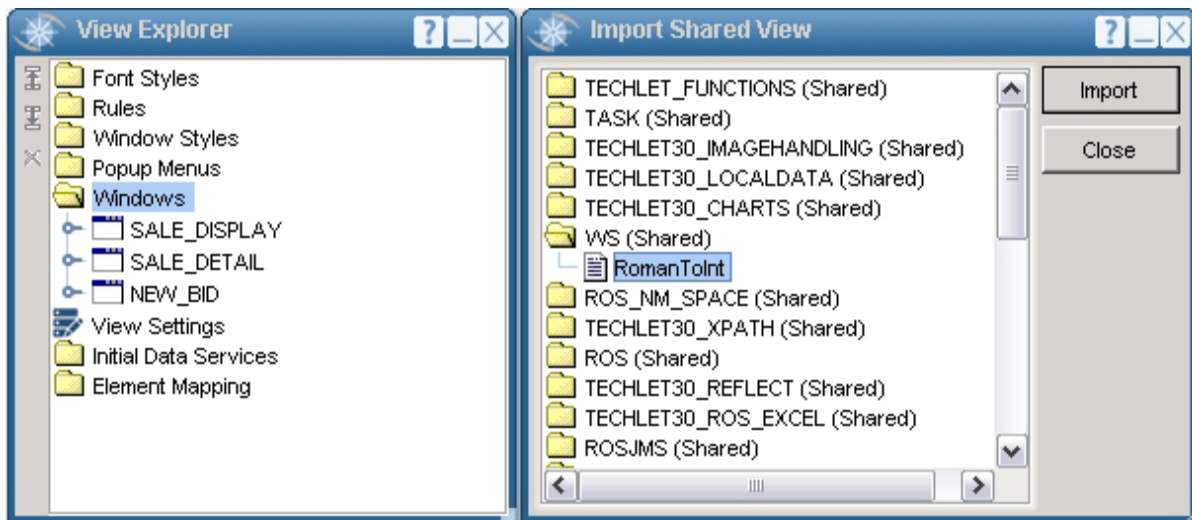 View Explorer
?
Font Styles
Rules
Window Styles
Popup Menus
Windows
SALE_DISPLAY
SALE_DETAIL
NEW_BID
View Settings
Initial Data Services
Element Mapping
Import Shared View
?
TECHLET_FUNCTIONS (Shared)
TASK (Shared)
TECHLET30_IMAGEHANDLING (Shared)
TECHLET30_LOCALDATA (Shared)
TECHLET30_CHARTS (Shared)
WS (Shared)
RomanToInt
ROS_NM_SPACE (Shared)
TECHLET30_XPATH (Shared)
ROS (Shared)
TECHLET30_REFLECT (Shared)
TECHLET30_ROS_EXCEL (Shared)
ROSJMS (Shared)
Import
Close